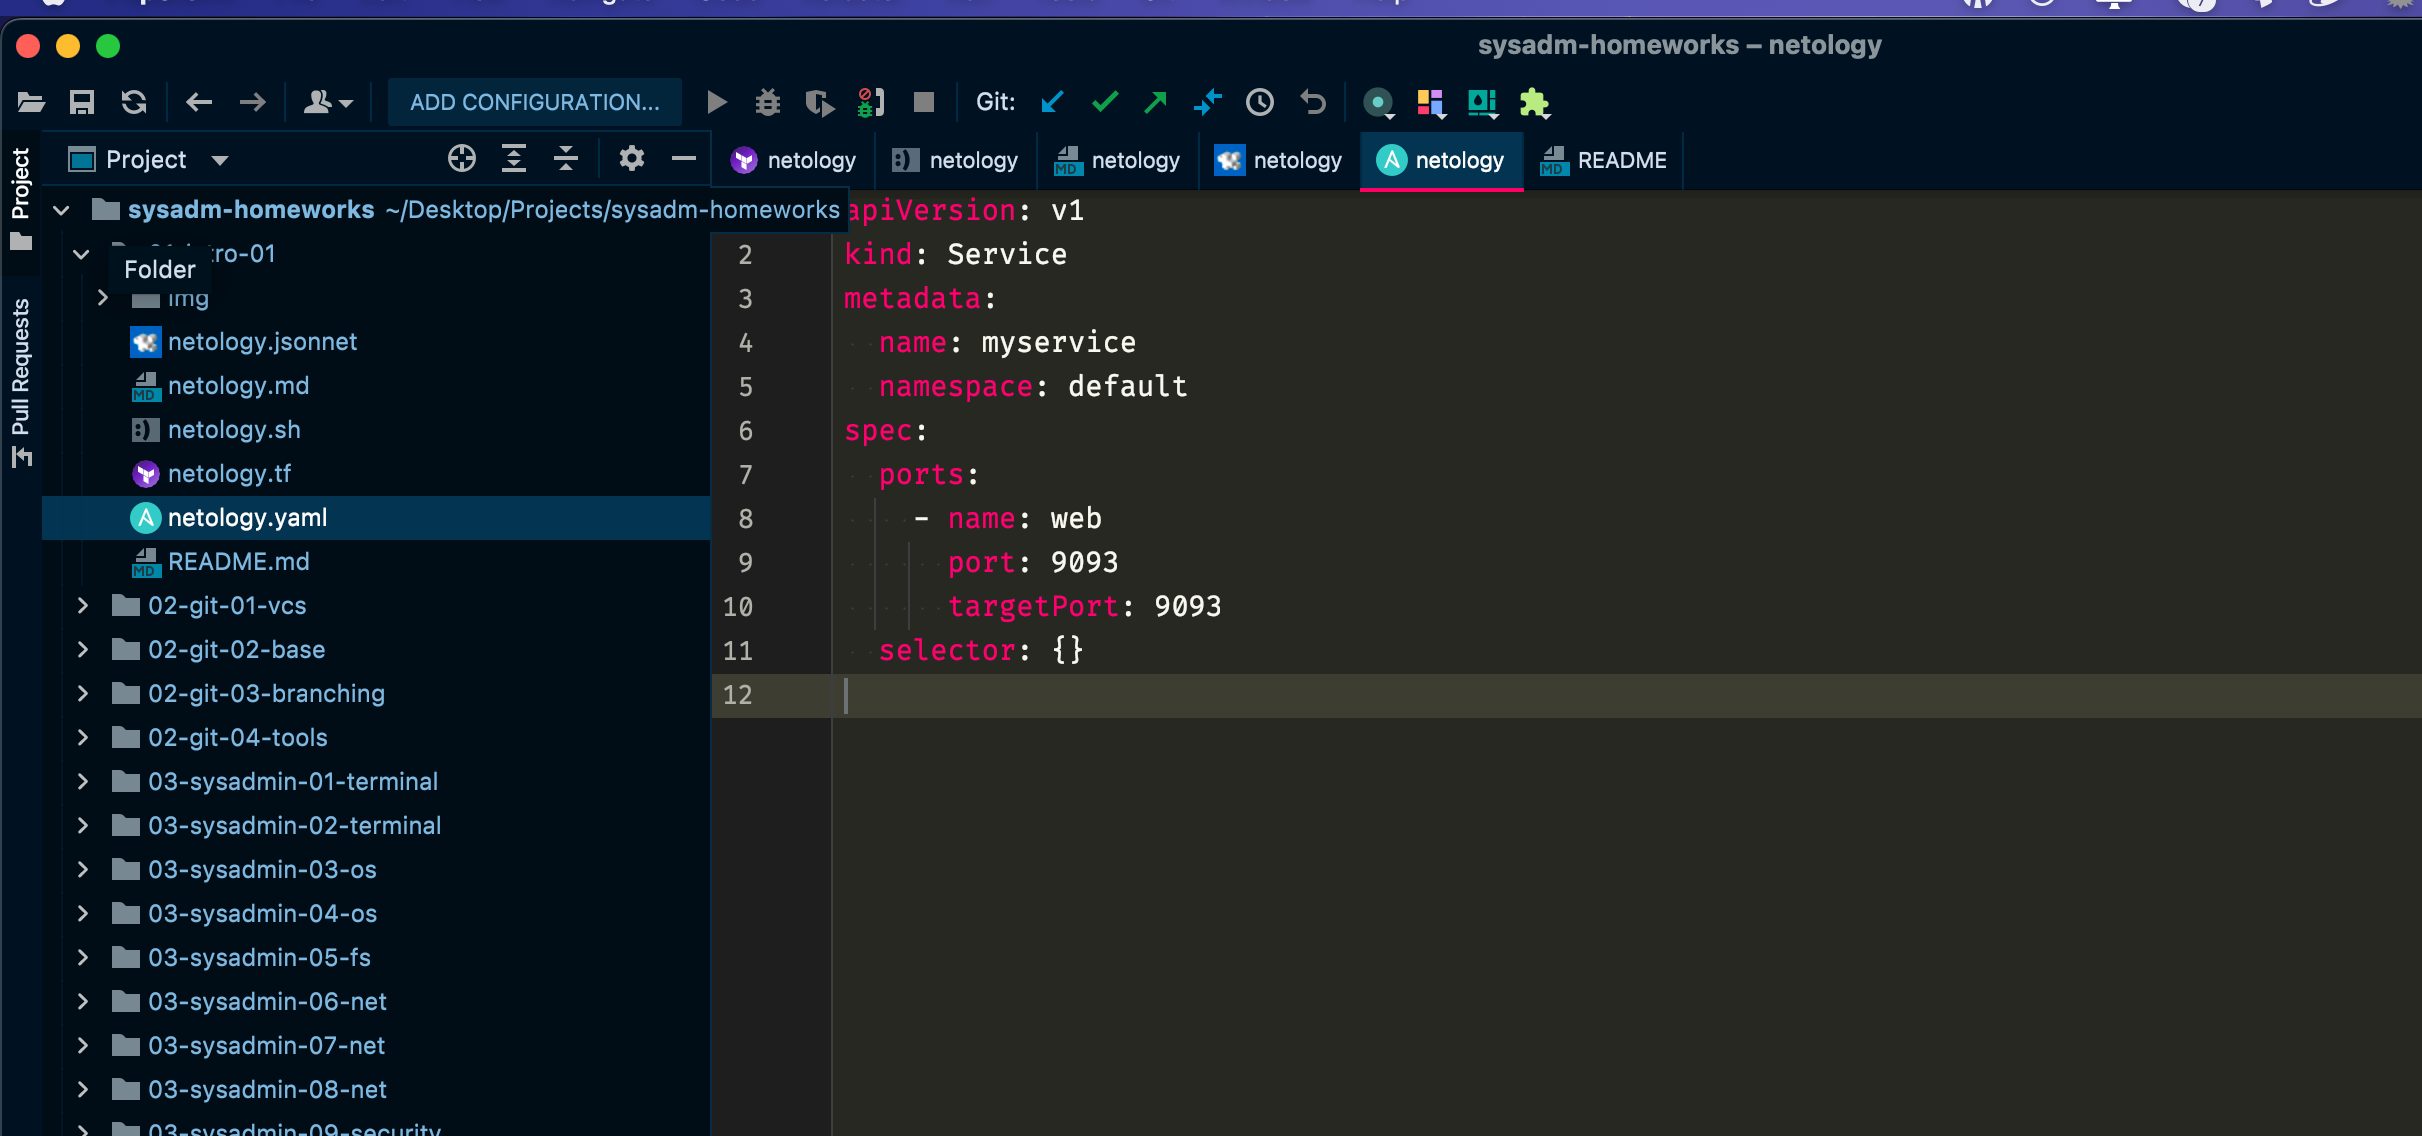 sysadm-homeworks – netology
ADD CONFIGURATION...
Git:
Project
Pull Requests
Project
netology
netology
netology
netology
netology
README
sysadm-homeworks ~/Desktop/Projects/sysadm-homeworks
Folder
img
netology.jsonnet
netology.md
netology.sh
netology.tf
netology.yaml
README.md
02-git-01-vcs
02-git-02-base
02-git-03-branching
02-git-04-tools
03-sysadmin-01-terminal
03-sysadmin-02-terminal
03-sysadmin-03-os
03-sysadmin-04-os
03-sysadmin-05-fs
03-sysadmin-06-net
03-sysadmin-07-net
03-sysadmin-08-net
03-sysadmin-09-security
apiVersion: v1
2 kind: Service
3 metadata:
4 name: myservice
5 namespace: default
6 spec:
7 ports:
8 - name: web
9 port: 9093
10 targetPort: 9093
11 selector: {}
12